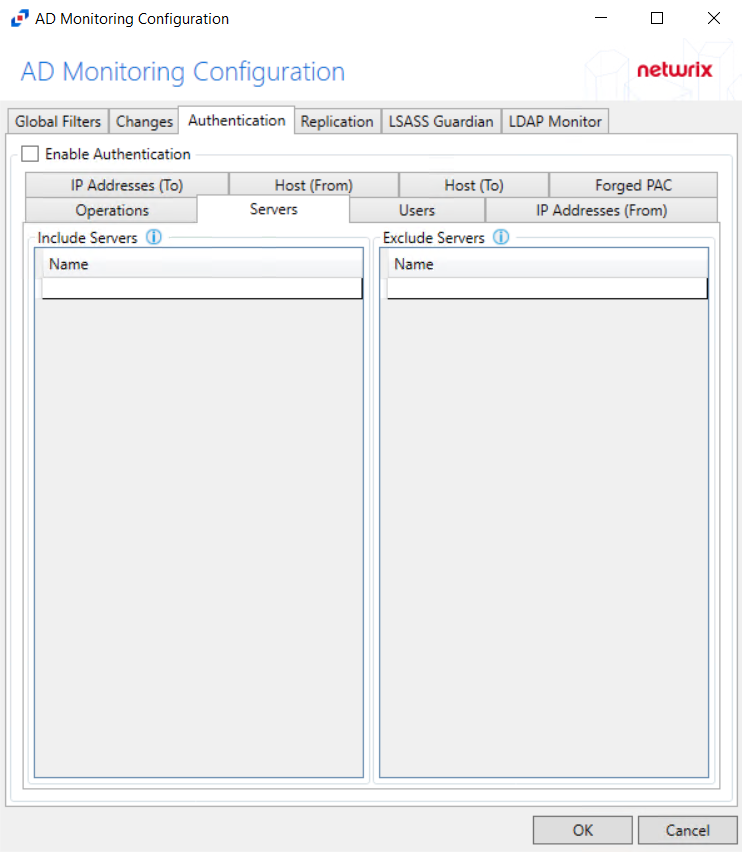 AD Monitoring Configuration
AD Monitoring Configuration
netwrix
Global Filters Changes Authentication Replication LSASS Guardian LDAP Monitor
Enable Authentication
IP Addresses (To) Host (From) Host (To) Forged PAC
Operations Servers Users IP Addresses (From)
Include Servers Exclude Servers
Name Name
OK Cancel